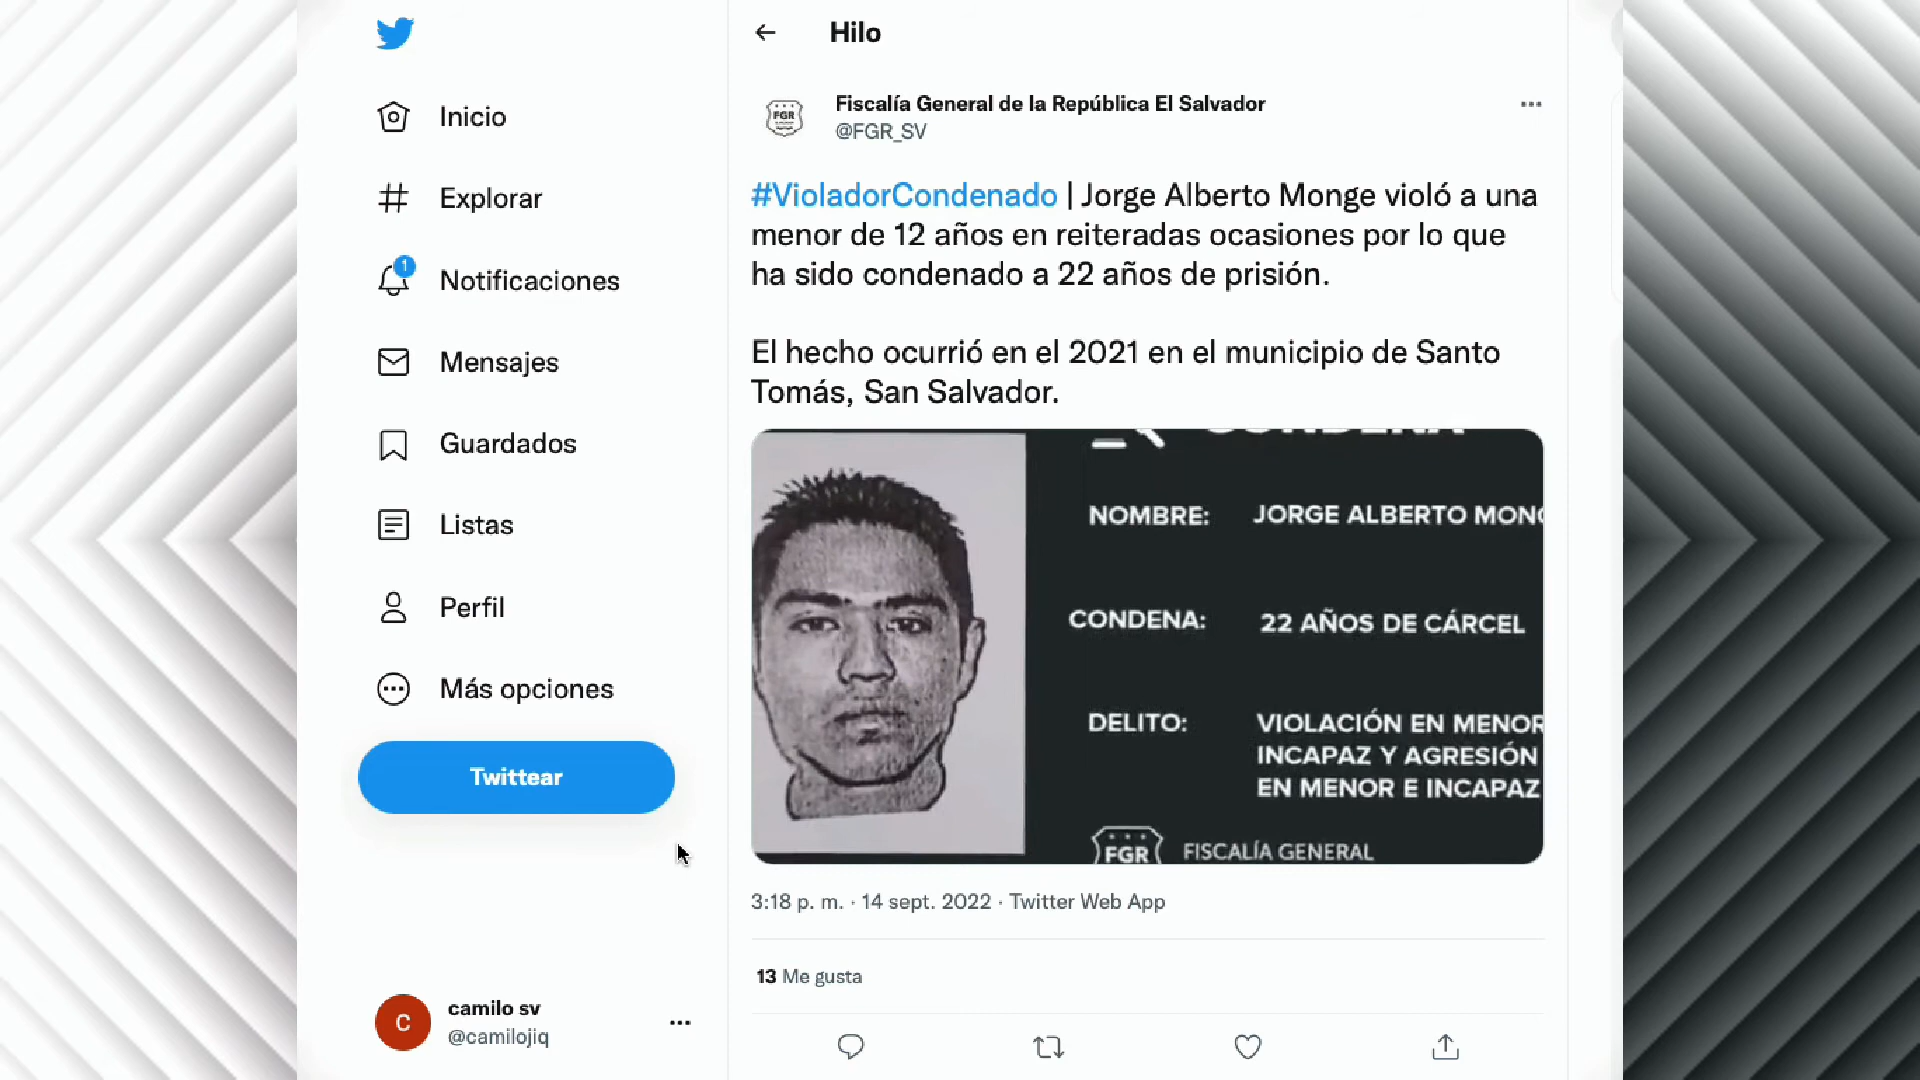 Hilo
Inicio
Explorar
1
Notificaciones
Mensajes
Guardados
Listas
Perfil
Más opciones
Twittear
C
camilo sv
@camilojiq
FGR
Fiscalía General de la República El Salvador
@FGR_SV
#VioladorCondenado | Jorge Alberto Monge violó a una
menor de 12 años en reiteradas ocasiones por lo que
ha sido condenado a 22 años de prisión.
El hecho ocurrió en el 2021 en el municipio de Santo
Tomás, San Salvador.
NOMBRE: JORGE ALBERTO MONG
CONDENA: 22 AÑOS DE CÁRCEL
DELITO: VIOLACIÓN EN MENOR
INCAPAZ Y AGRESIÓN
EN MENOR E INCAPAZ
FGR FISCALÍA GENERAL
3:18 p. m. · 14 sept. 2022 · Twitter Web App
13 Me gusta